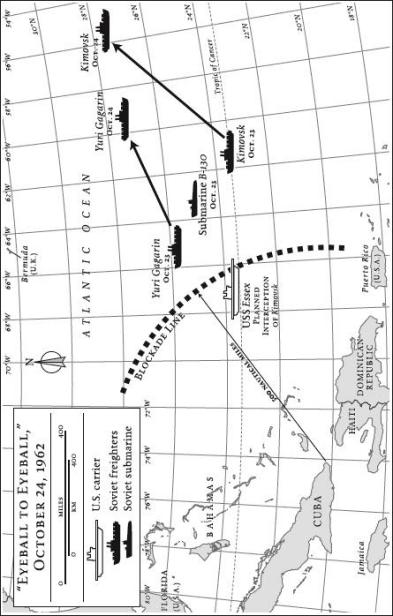 "EYEBALL TO EYEBALL,"
OCTOBER 24, 1962
0 MILES 400
0 KM 400
U.S. carrier
Soviet freighters
Soviet submarine
N
70°W
68°W
66°W
64°W
62°W
60°W
58°W
56°W
54°W
30°N
28°N
26°N
24°N
22°N
20°N
18°N
Bermuda
(U.K.)
ATLANTIC OCEAN
Kimovsk
OCT. 24
Yuri Gagarin
OCT. 24
Yuri Gagarin
OCT. 23
Submarine B-130
OCT. 23
Kimovsk
OCT. 23
Tropic of Cancer
BLOCKADE LINE
USS Essex
PLANNED
INTERCEPTION
OF Kimovsk
500 NAUTICAL MILES
72°W
74°W
76°W
80°W
FLORIDA
(U.S.A.)
BAHAMAS
CUBA
Jamaica
HAITI
DOMINICAN
REPUBLIC
Puerto Rico
(U.S.A.)